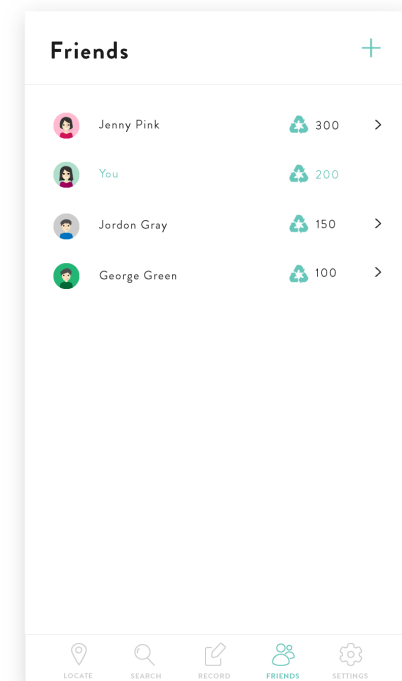 Friends
Jenny Pink 300
You 200
Jordon Gray 150
George Green 100
LOCATE SEARCH RECORD FRIENDS SETTINGS